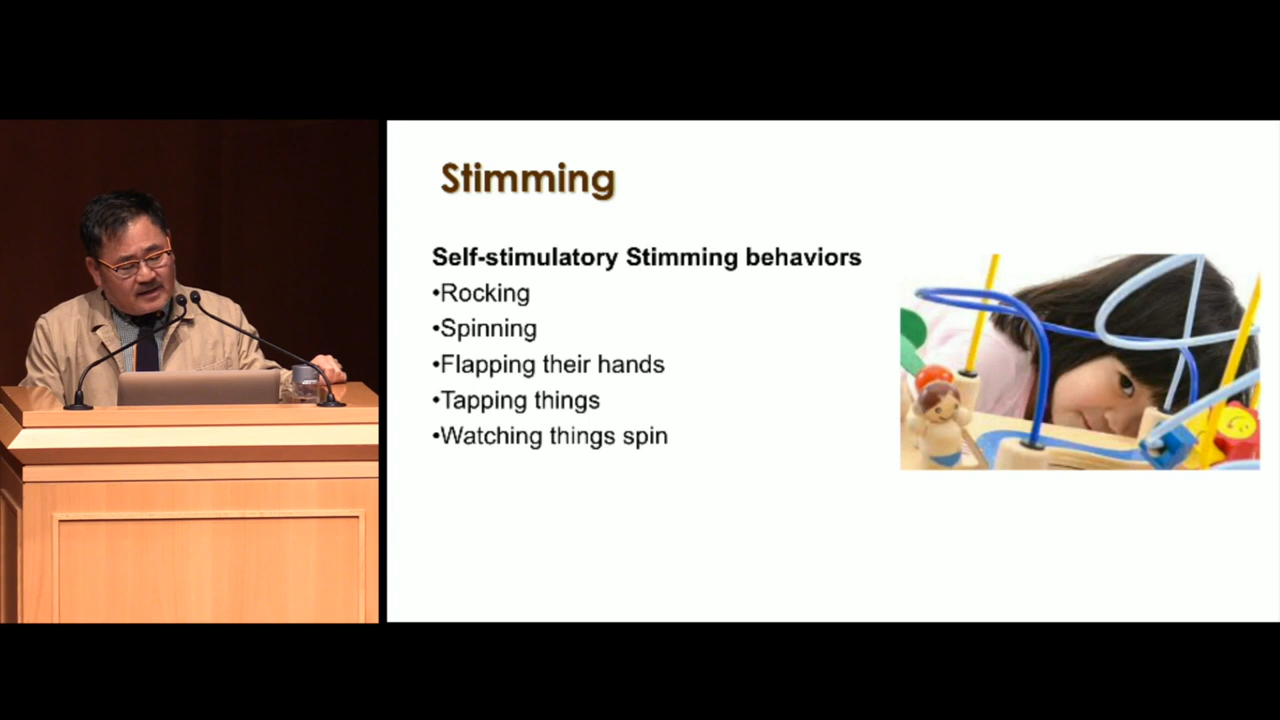 Stimming
Self-stimulatory Stimming behaviors
•Rocking
•Spinning
•Flapping their hands
•Tapping things
•Watching things spin